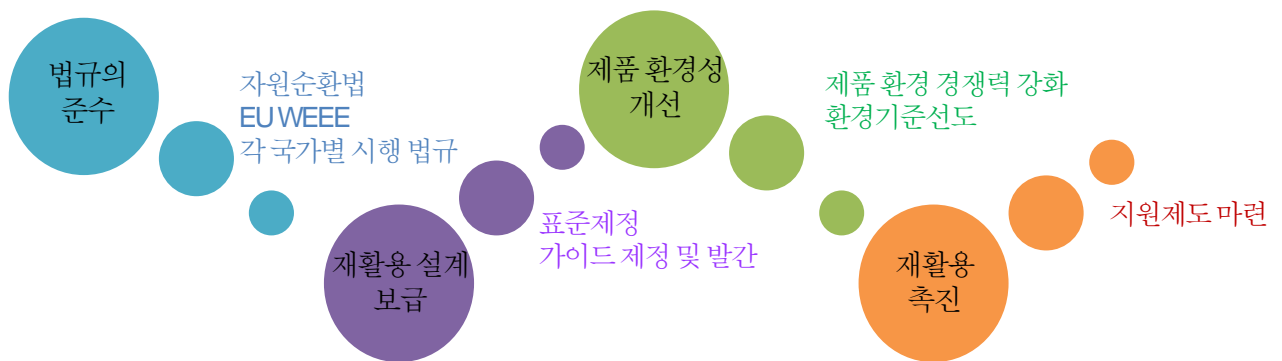 법규의
준수
자원순환법
EU WEEE
각 국가별 시행 법규
재활용 설계
보급
표준제정
가이드 제정 및 발간
제품 환경성
개선
제품 환경 경쟁력 강화
환경기준선도
재활용
촉진
지원제도 마련